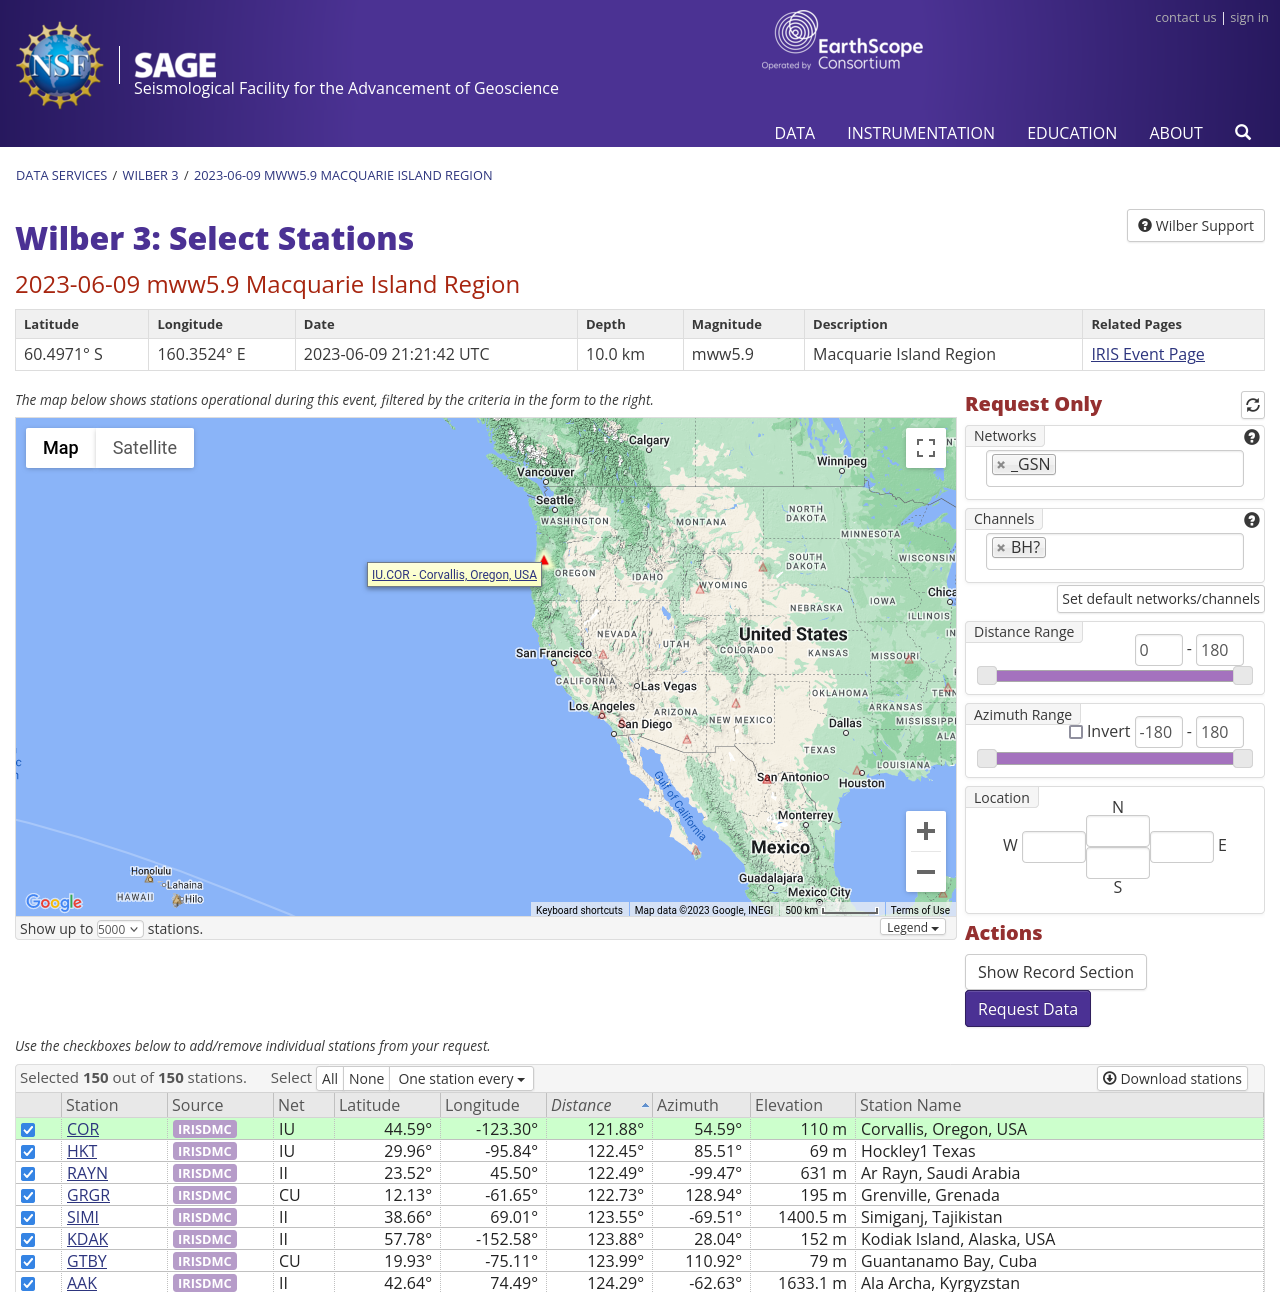 contact us | sign in
NSF
SAGE
Seismological Facility for the Advancement of Geoscience
Operated by EarthScope Consortium
DATA INSTRUMENTATION EDUCATION ABOUT
DATA SERVICES / WILBER 3 / 2023-06-09 MWW5.9 MACQUARIE ISLAND REGION
Wilber 3: Select Stations
Wilber Support
2023-06-09 mww5.9 Macquarie Island Region
Latitude Longitude Date Depth Magnitude Description Related Pages
60.4971° S 160.3524° E 2023-06-09 21:21:42 UTC 10.0 km mww5.9 Macquarie Island Region IRIS Event Page
The map below shows stations operational during this event, filtered by the criteria in the form to the right.
Map Satellite
Calgary
Winnipeg
Vancouver
Seattle
WASHINGTON
MONTANA
NORTH DAKOTA
SOUTH DAKOTA
WISCONSIN
IU.COR - Corvallis, Oregon, USA
OREGON
IDAHO
WYOMING
Chica
IOWA
NEBRASKA
ILLINOIS
NEVADA
UTAH
United States
COLORADO
KANSAS
MISSOURI
San Francisco
CALIFORNIA
Las Vegas
OKLAHOMA
TENN
ARKANSAS
Los Angeles
ARIZONA
NEW MEXICO
MISSISSIPPI
San Diego
Dallas
TEXAS
LOUISIANA
San Antonio
Houston
Gulf of California
Monterrey
Mexico
Guadalajara
Mexico City
Honolulu
Lahaina
HAWAII
Hilo
Google
Keyboard shortcuts Map data ©2023 Google, INEGI 500 km Terms of Use
Show up to 5000 stations.
Legend
Request Only
Networks
× _GSN
Channels
× BH?
Set default networks/channels
Distance Range
0 - 180
Azimuth Range
Invert -180 - 180
Location
N
W E
S
Actions
Show Record Section
Request Data
Use the checkboxes below to add/remove individual stations from your request.
Selected 150 out of 150 stations. Select All None One station every Download stations
Station Source Net Latitude Longitude Distance Azimuth Elevation Station Name
COR IRISDMC IU 44.59° -123.30° 121.88° 54.59° 110 m Corvallis, Oregon, USA
HKT IRISDMC IU 29.96° -95.84° 122.45° 85.51° 69 m Hockley1 Texas
RAYN IRISDMC II 23.52° 45.50° 122.49° -99.47° 631 m Ar Rayn, Saudi Arabia
GRGR IRISDMC CU 12.13° -61.65° 122.73° 128.94° 195 m Grenville, Grenada
SIMI IRISDMC II 38.66° 69.01° 123.55° -69.51° 1400.5 m Simiganj, Tajikistan
KDAK IRISDMC II 57.78° -152.58° 123.88° 28.04° 152 m Kodiak Island, Alaska, USA
GTBY IRISDMC CU 19.93° -75.11° 123.99° 110.92° 79 m Guantanamo Bay, Cuba
AAK IRISDMC II 42.64° 74.49° 124.29° -62.63° 1633.1 m Ala Archa, Kyrgyzstan